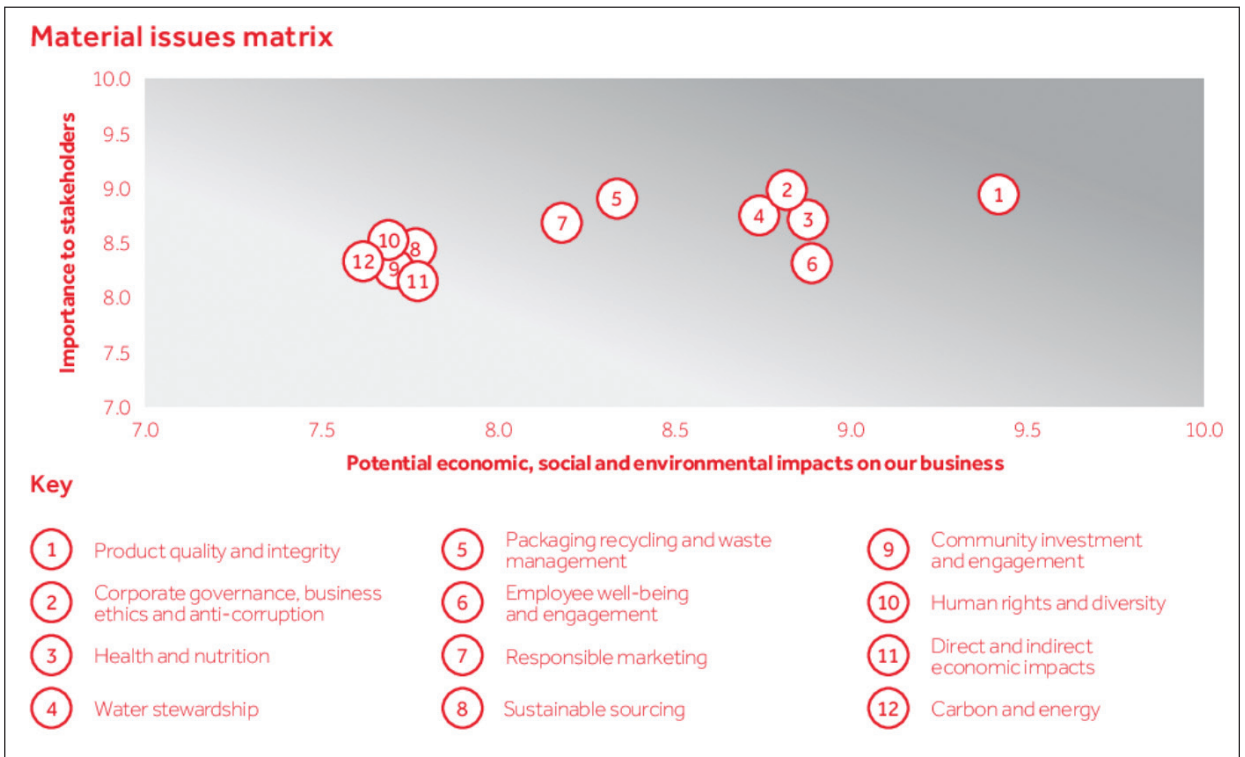 Material issues matrix
Importance to stakeholders
10.0
9.5
9.0
8.5
8.0
7.5
7.0
2
1
5
4
3
7
10
8
6
12
9
11
7.0 7.5 8.0 8.5 9.0 9.5 10.0
Potential economic, social and environmental impacts on our business
Key
1 Product quality and integrity
2 Corporate governance, business
ethics and anti-corruption
3 Health and nutrition
4 Water stewardship
5 Packaging recycling and waste
management
6 Employee well-being
and engagement
7 Responsible marketing
8 Sustainable sourcing
9 Community investment
and engagement
10 Human rights and diversity
11 Direct and indirect
economic impacts
12 Carbon and energy